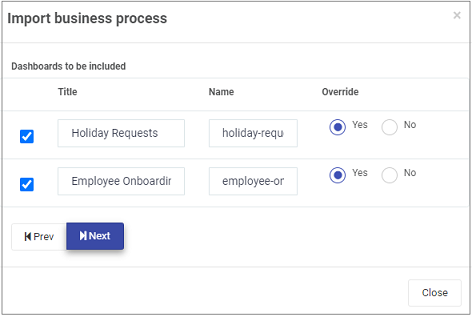 Import business process ×
Dashboards to be included
Title Name Override
Holiday Requests holiday-requ Yes No
Employee Onboardin employee-or Yes No
Prev Next
Close